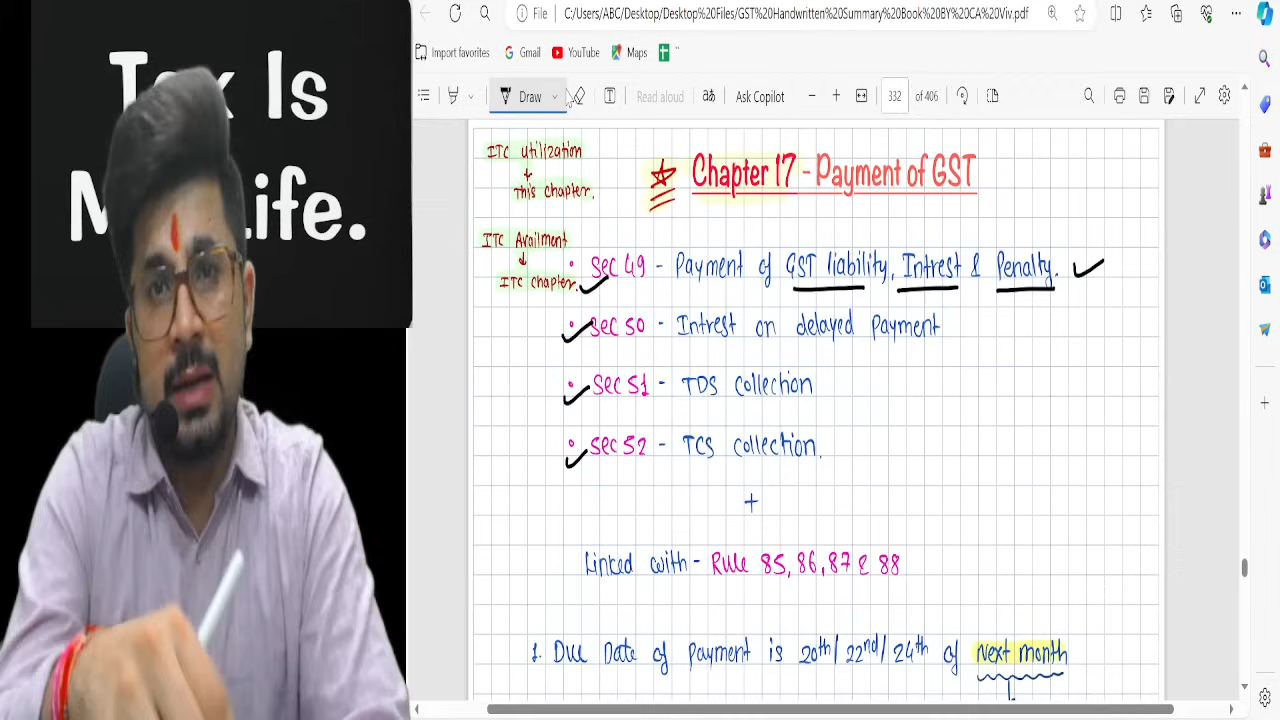 Tax Is
My Life.
File
C:/Users/ABC/Desktop/Desktop%20Files/GST%20Handwritten%20Summary%20Book%20BY%20CA%20Viv.pdf
Import favorites
Gmail
YouTube
Maps
Draw
Read aloud
Ask Copilot
332 of 406
ITC utilization
↓
This chapter.
Chapter 17 - Payment of GST
ITC Availment
↓
ITC chapter.
• Sec 49 - Payment of GST liability, Intrest & Penalty.
• Sec 50 - Intrest on delayed payment
• Sec 51 - TDS collection
• Sec 52 - TCS collection.
+
Linked with - Rule 85, 86, 87 & 88
1. Due Date of payment is 20th/ 22nd/ 24th of next month